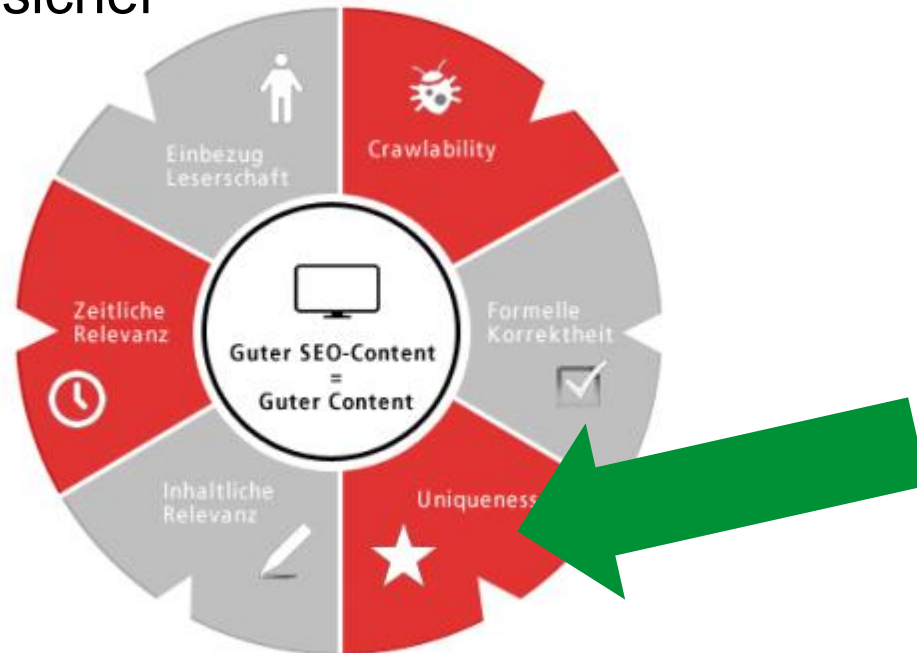 Einbezug
Leserschaft
Crawlability
Zeitliche
Relevanz
Formelle
Korrektheit
Guter SEO-Content
=
Guter Content
Inhaltliche
Relevanz
Uniqueness